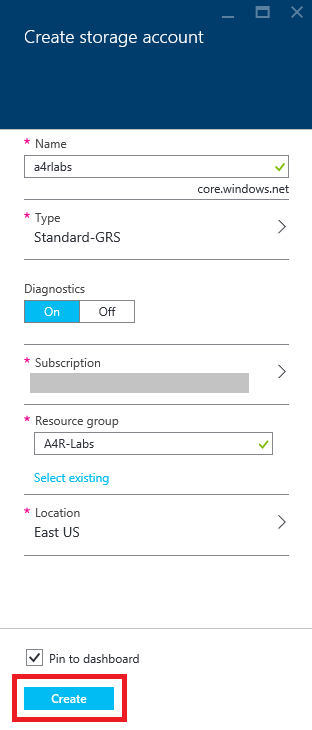 Create storage account
* Name
a4rlabs
core.windows.net
* Type
Standard-GRS
Diagnostics
On Off
* Subscription
* Resource group
A4R-Labs
Select existing
* Location
East US
Pin to dashboard
Create